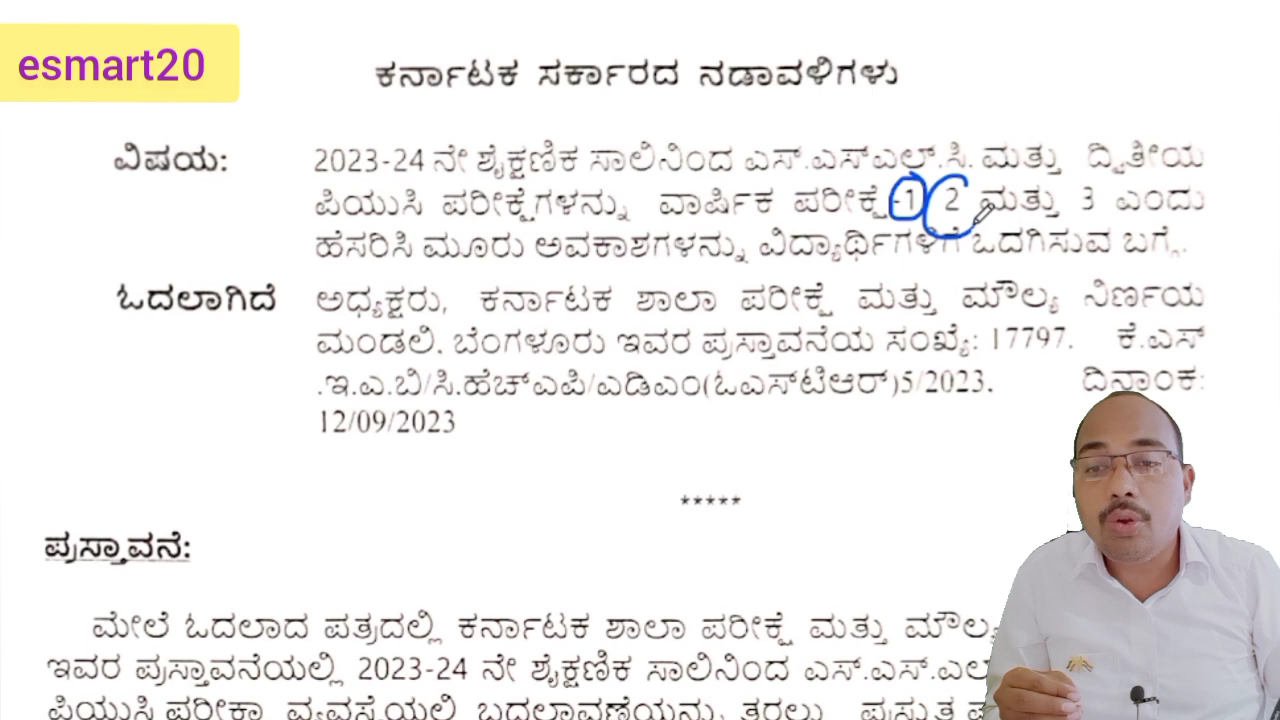 esmart20
ಕರ್ನಾಟಕ ಸರ್ಕಾರದ ನಡಾವಳಿಗಳು
ವಿಷಯ: 2023-24 ನೇ ಶೈಕ್ಷಣಿಕ ಸಾಲಿನಿಂದ ಎಸ್.ಎಸ್ಎಲ್.ಸಿ. ಮತ್ತು ದ್ವಿತೀಯ
ಪಿಯುಸಿ ಪರೀಕ್ಷೆಗಳನ್ನು ವಾರ್ಷಿಕ ಪರೀಕ್ಷೆ-1 2 ಮತ್ತು 3 ಎಂದು
ಹೆಸರಿಸಿ ಮೂರು ಅವಕಾಶಗಳನ್ನು ವಿದ್ಯಾರ್ಥಿಗಳಿಗೆ ಒದಗಿಸುವ ಬಗ್ಗೆ.
ಓದಲಾಗಿದೆ ಅಧ್ಯಕ್ಷರು, ಕರ್ನಾಟಕ ಶಾಲಾ ಪರೀಕ್ಷೆ ಮತ್ತು ಮೌಲ್ಯ ನಿರ್ಣಯ
ಮಂಡಲಿ. ಬೆಂಗಳೂರು ಇವರ ಪ್ರಸ್ತಾವನೆಯ ಸಂಖ್ಯೆ: 17797. ಕೆ.ಎಸ್
.ಇ.ಎ.ಬಿ/ಸಿ.ಹೆಚ್ಎಪಿ/ಎಡಿಎಂ(ಓಎಸ್‌ಟಿಆರ್)5/2023. ದಿನಾಂಕ:
12/09/2023
*****
ಪ್ರಸ್ತಾವನೆ:
ಮೇಲೆ ಓದಲಾದ ಪತ್ರದಲ್ಲಿ ಕರ್ನಾಟಕ ಶಾಲಾ ಪರೀಕ್ಷೆ ಮತ್ತು
ಇವರ ಪ್ರಸ್ತಾವನೆಯಲ್ಲಿ 2023-24 ನೇ ಶೈಕ್ಷಣಿಕ ಸಾಲಿನಿಂದ ಎಸ್.ಎಸ್.ಎಲ್
ಪಿಯುಸಿ ಪರೀಕ್ಷಾ ವ್ಯವಸ್ಥೆಯಲ್ಲಿ ಬದಲಾವಣೆಯನ್ನು ತರಲು ಪ್ರಸ್ತುತ